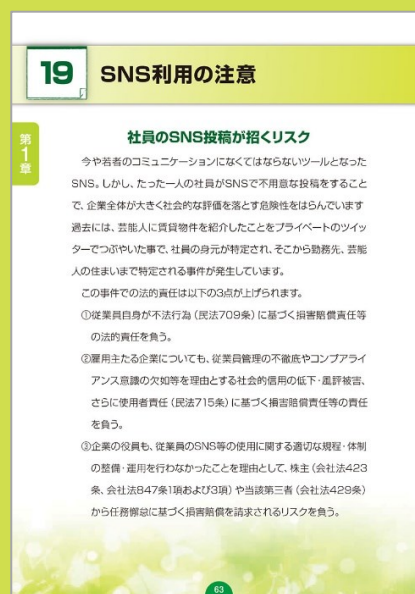 19 SNS利用の注意
第1章
社員のSNS投稿が招くリスク
今や若者のコミュニケーションになくてはならないツールとなった
SNS。しかし、たった一人の社員がSNSで不用意な投稿をすること
で、企業全体が大きく社会的な評価を落とす危険性をはらんでいます
過去には、芸能人に賃貸物件を紹介したことをプライベートのツイッ
ターでつぶやいた事で、社員の身元が特定され、そこから勤務先、芸能
人の住まいまで特定される事件が発生しています。
この事件での法的責任は以下の3点が上げられます。
①従業員自身が不法行為(民法709条)に基づく損害賠償責任等
の法的責任を負う。
②雇用主たる企業についても、従業員管理の不徹底やコンプライ
アンス意識の欠如等を理由とする社会的信用の低下・風評被害、
さらに使用者責任(民法715条)に基づく損害賠償責任等の責任
を負う。
③企業の役員も、従業員のSNS等の使用に関する適切な規程・体制
の整備・運用を行わなかったことを理由として、株主(会社法423
条、会社法847条1項および3項)や当該第三者(会社法429条)
から任務懈怠に基づく損害賠償を請求されるリスクを負う。
63